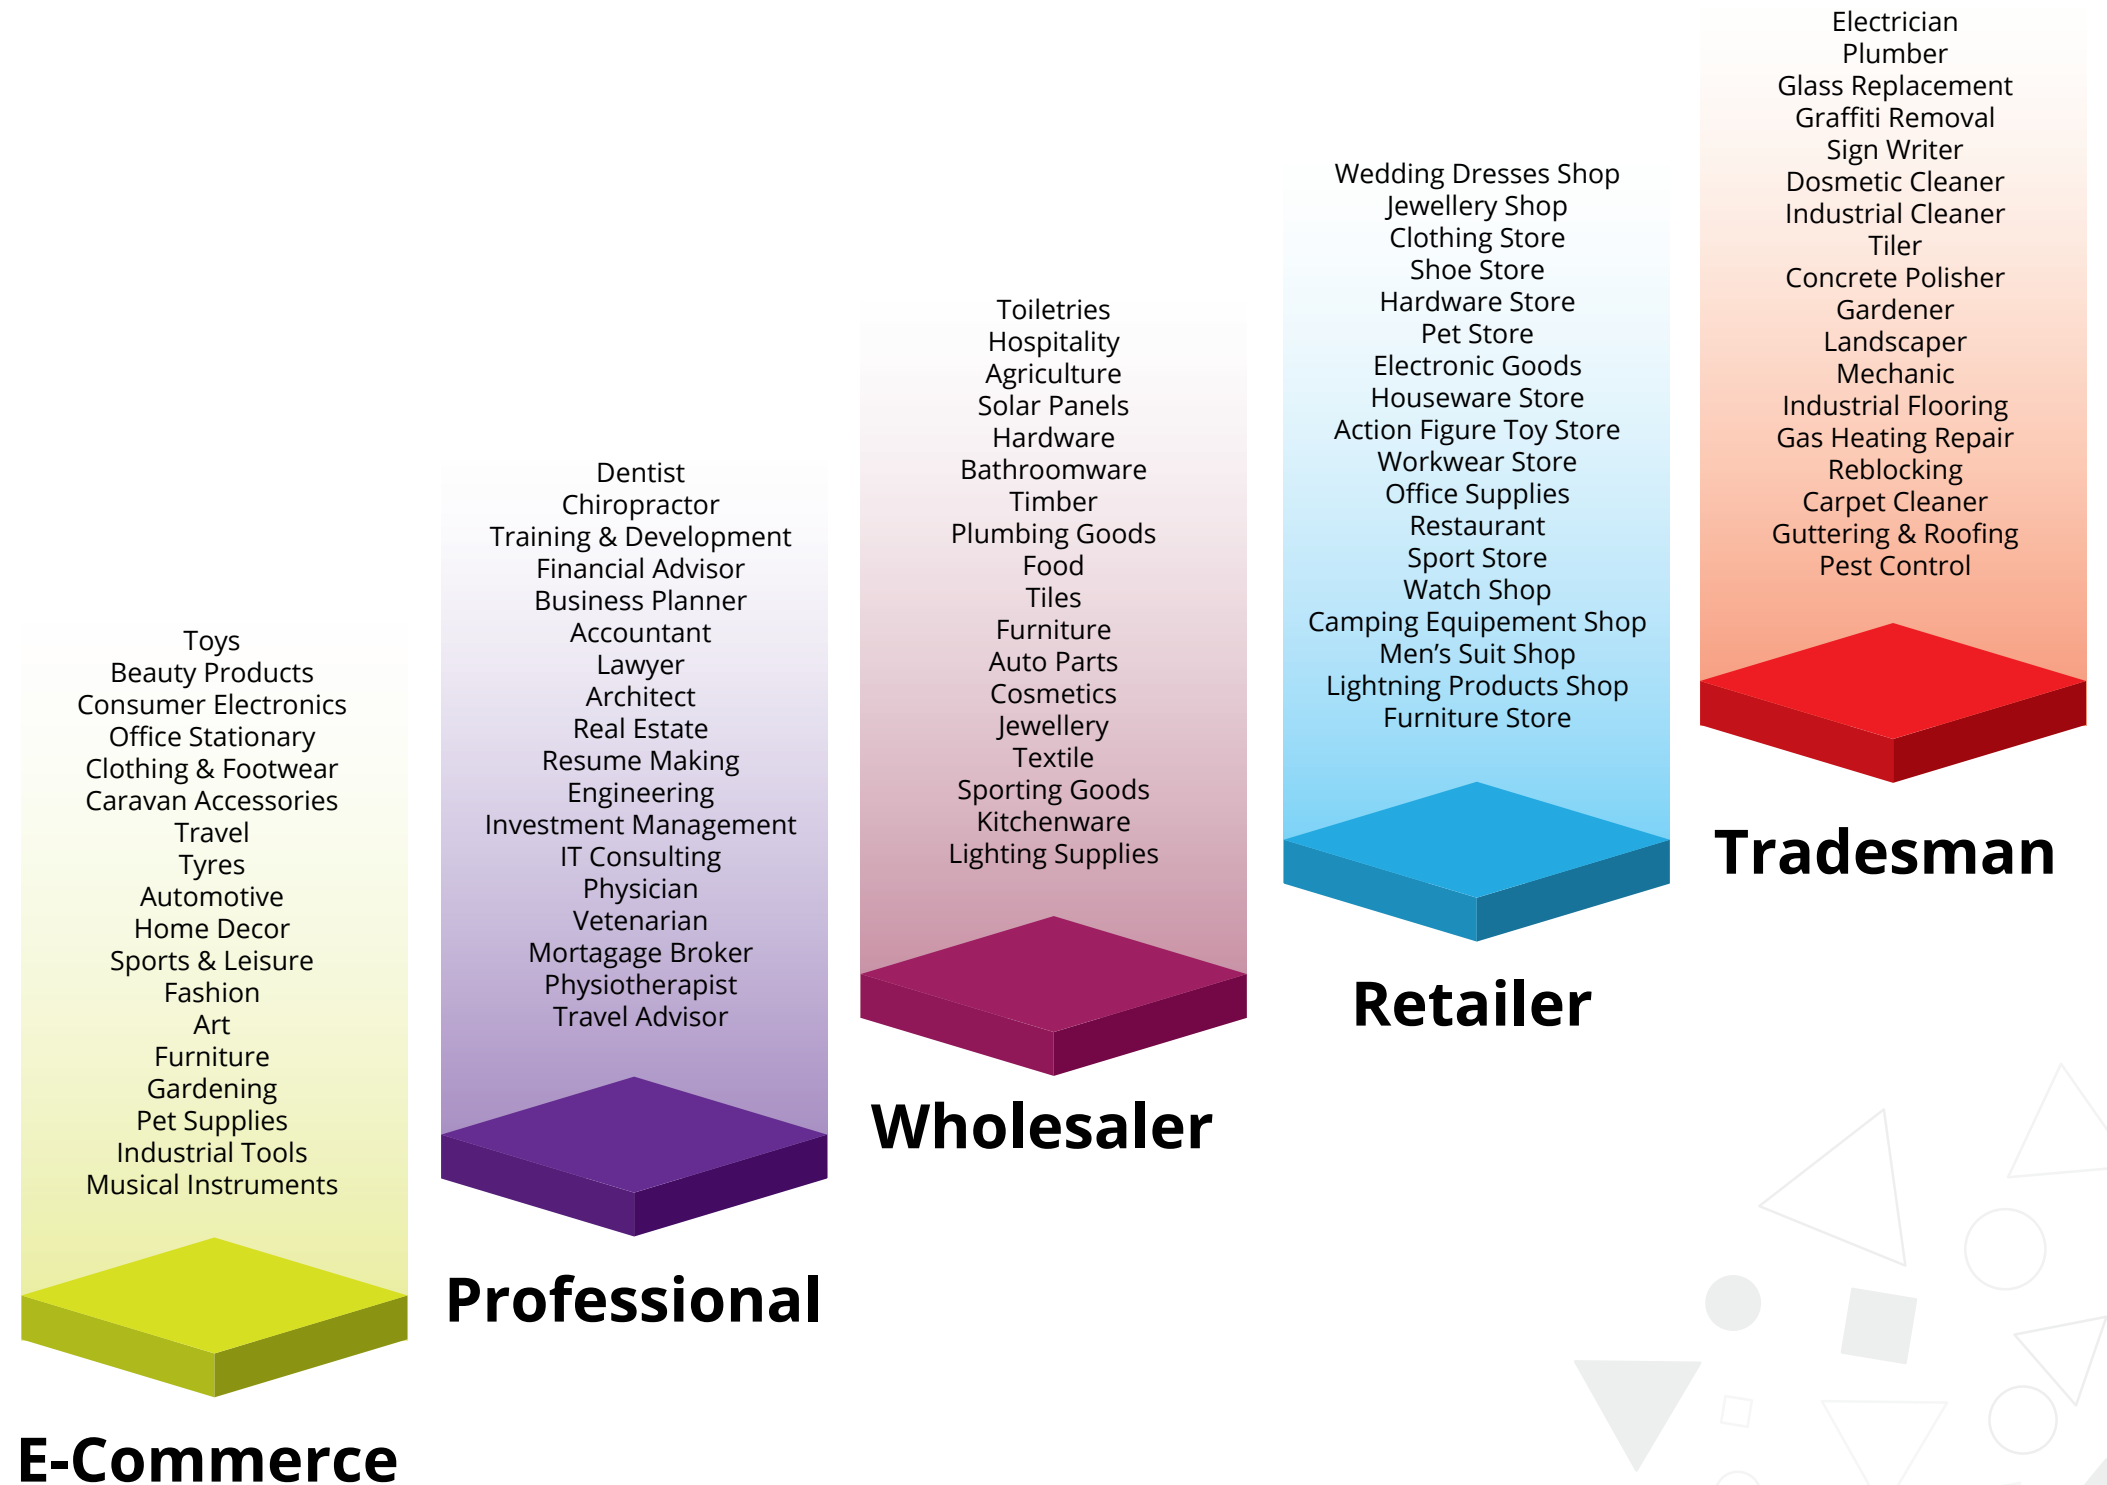 Toys
Beauty Products
Consumer Electronics
Office Stationary
Clothing & Footwear
Caravan Accessories
Travel
Tyres
Automotive
Home Decor
Sports & Leisure
Fashion
Art
Furniture
Gardening
Pet Supplies
Industrial Tools
Musical Instruments
E-Commerce
Dentist
Chiropractor
Training & Development
Financial Advisor
Business Planner
Accountant
Lawyer
Architect
Real Estate
Resume Making
Engineering
Investment Management
IT Consulting
Physician
Vetenarian
Mortagage Broker
Physiotherapist
Travel Advisor
Professional
Toiletries
Hospitality
Agriculture
Solar Panels
Hardware
Bathroomware
Timber
Plumbing Goods
Food
Tiles
Furniture
Auto Parts
Cosmetics
Jewellery
Textile
Sporting Goods
Kitchenware
Lighting Supplies
Wholesaler
Wedding Dresses Shop
Jewellery Shop
Clothing Store
Shoe Store
Hardware Store
Pet Store
Electronic Goods
Houseware Store
Action Figure Toy Store
Workwear Store
Office Supplies
Restaurant
Sport Store
Watch Shop
Camping Equipement Shop
Men’s Suit Shop
Lightning Products Shop
Furniture Store
Retailer
Electrician
Plumber
Glass Replacement
Graffiti Removal
Sign Writer
Dosmetic Cleaner
Industrial Cleaner
Tiler
Concrete Polisher
Gardener
Landscaper
Mechanic
Industrial Flooring
Gas Heating Repair
Reblocking
Carpet Cleaner
Guttering & Roofing
Pest Control
Tradesman